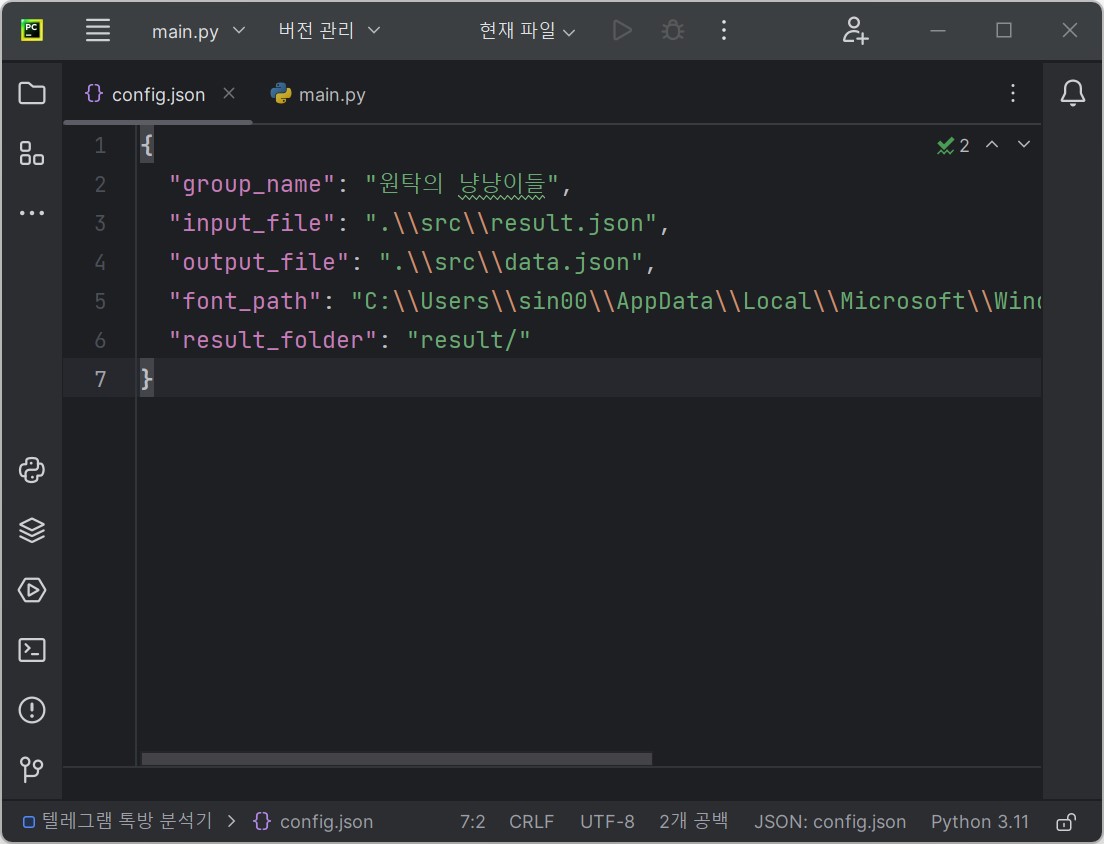 PC
main.py
버전 관리
현재 파일
config.json
main.py
2
1 {
2 "group_name": "원탁의 냥냥이들",
3 "input_file": ".\\src\\result.json",
4 "output_file": ".\\src\\data.json",
5 "font_path": "C:\\Users\\sin00\\AppData\\Local\\Microsoft\\Wind
6 "result_folder": "result/"
7 }
텔레그램 톡방 분석기
config.json
7:2
CRLF
UTF-8
2개 공백
JSON: config.json
Python 3.11